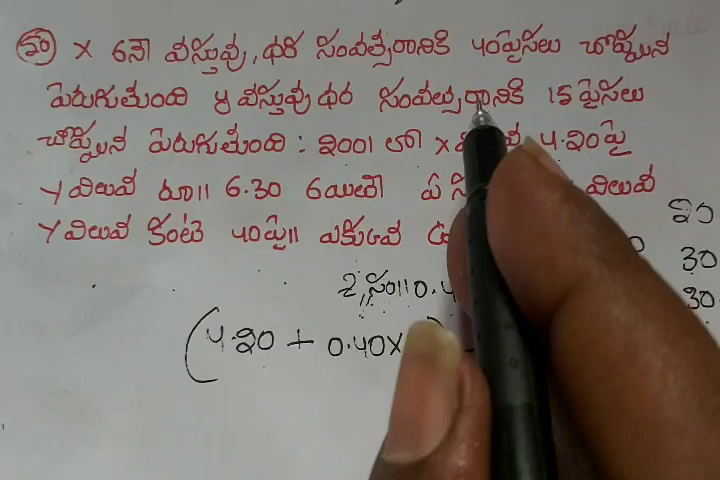 20 X అనే వస్తువు, ధర సంవత్సరానికి 40పైసలు చొప్పున
పెరుగుతుంది y వస్తువు ధర సంవత్సరానికి 15 పైసలు
చొప్పున పెరుగుతుంది : 2001 లో X 4.20పై
Y విలువ రూ॥ 6.30 అయితే ఏ విలువ
Y విలువ కంటె 40పై॥ ఎకువ
20
30
30
(4.20 + 0.40X